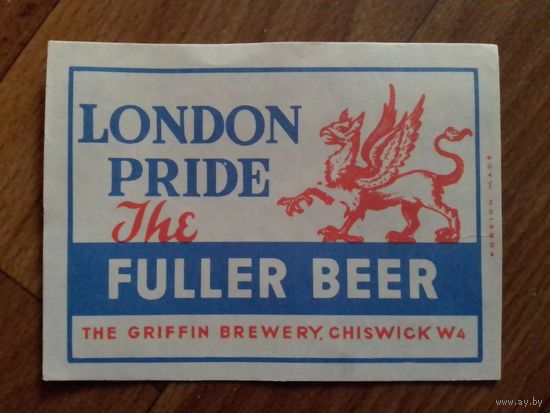 LONDON
PRIDE
The
FULLER BEER
THE GRIFFIN BREWERY, CHISWICK W4
FOREIGN MADE
www.ay.by